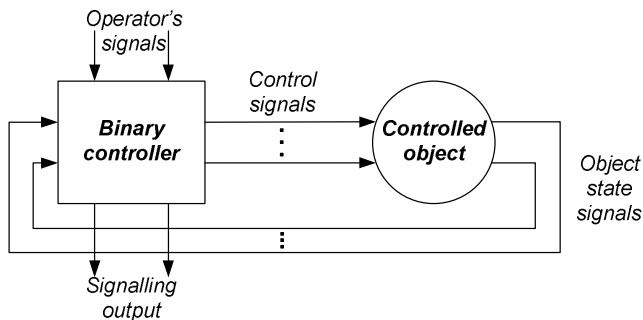 Operator's
signals
Control
signals
Binary
controller
Controlled
object
Object
state
signals
Signalling
output